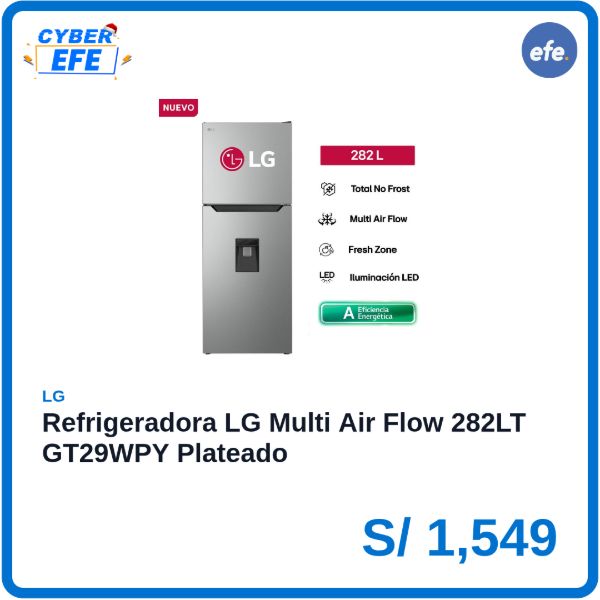 CYBER
EFE
efe.
NUEVO
LG
282 L
Total No Frost
Multi Air Flow
Fresh Zone
LED
Iluminación LED
A Eficiencia
Energética
LG
Refrigeradora LG Multi Air Flow 282LT
GT29WPY Plateado
S/ 1,549